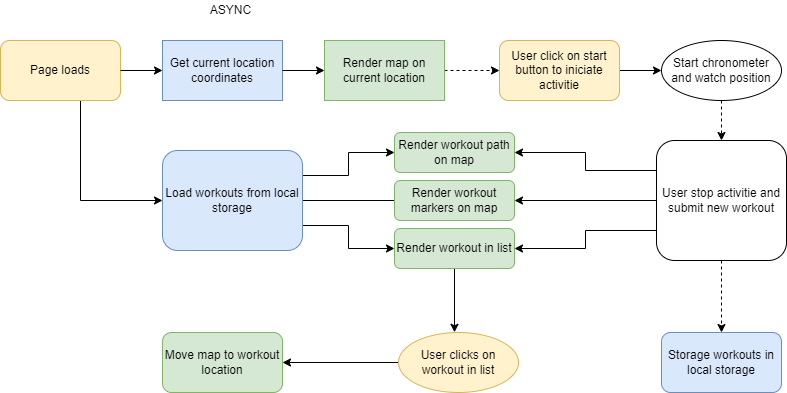 ASYNC
Page loads
Get current location
coordinates
Render map on
current location
User click on start
button to iniciate
activitie
Start chronometer
and watch position
Load workouts from local
storage
Render workout path
on map
Render workout
markers on map
Render workout in list
User stop activitie and
submit new workout
Move map to workout
location
User clicks on
workout in list
Storage workouts in
local storage